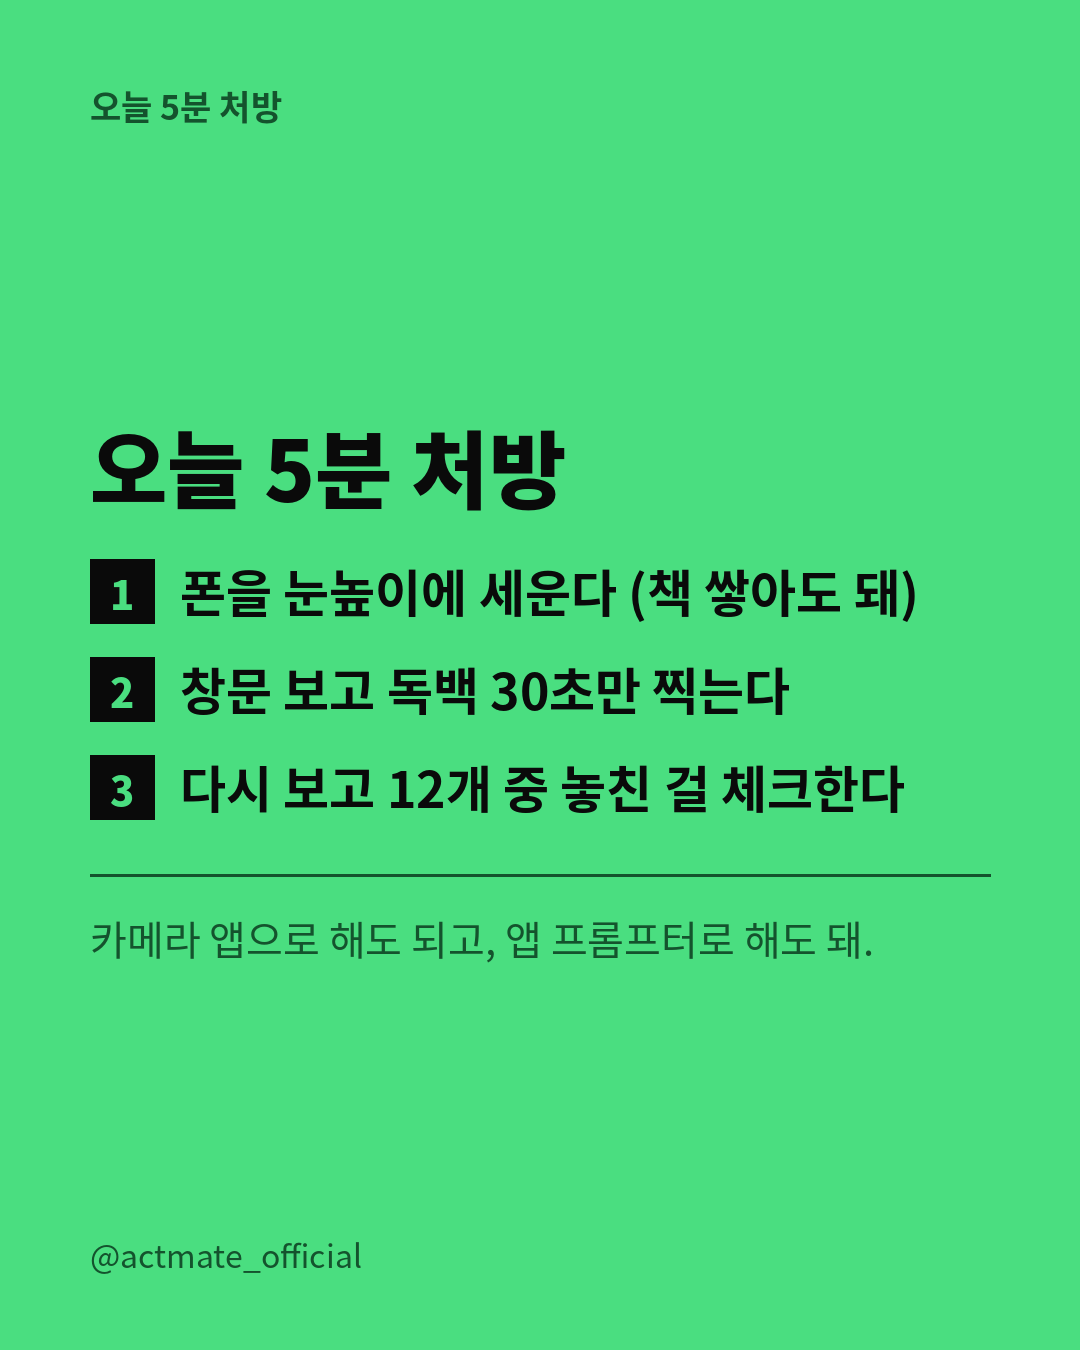 오늘 5분 처방
오늘 5분 처방
1 폰을 눈높이에 세운다 (책 쌓아도 돼)
2 창문 보고 독백 30초만 찍는다
3 다시 보고 12개 중 놓친 걸 체크한다
카메라 앱으로 해도 되고, 앱 프롬프터로 해도 돼.
@actmate_official